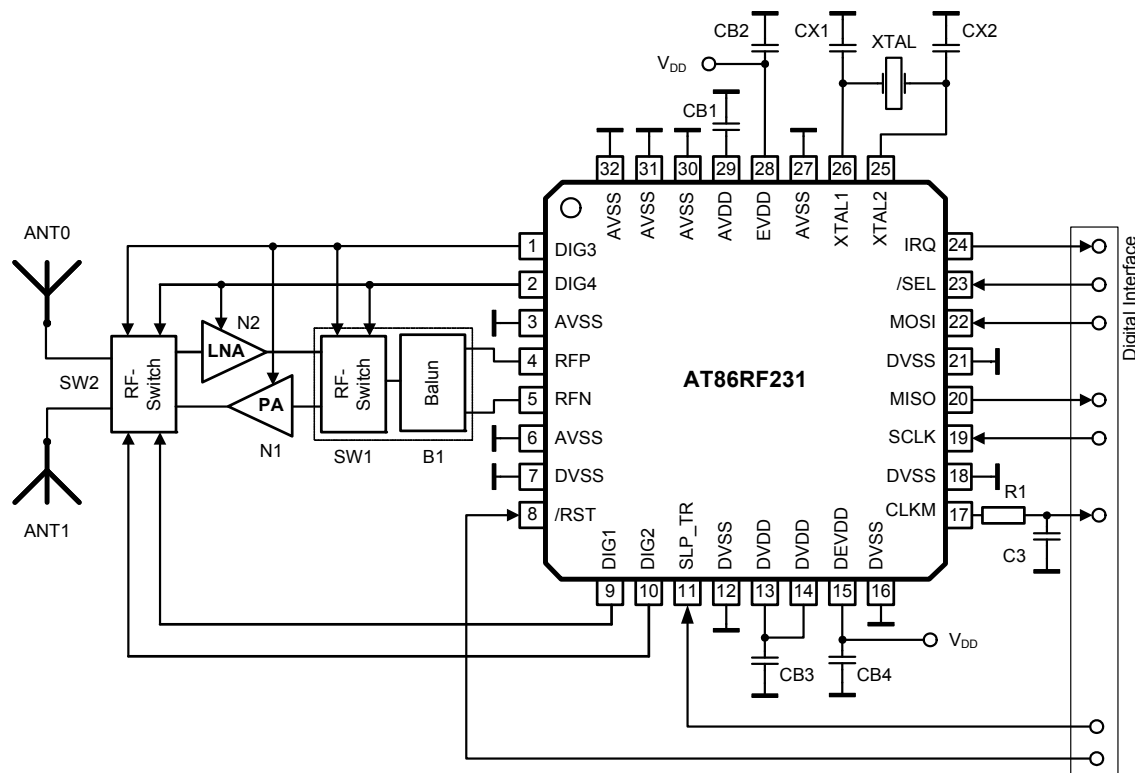 CB2
CX1
XTAL
CX2
VDD
CB1
32
31
30
29
28
27
26
25
AVSS
AVSS
AVSS
AVDD
EVDD
AVSS
XTAL1
XTAL2
ANT0
ANT1
SW2
RF-
Switch
LNA
N2
PA
N1
RF-
Switch
SW1
Balun
B1
1
DIG3
2
DIG4
3
AVSS
4
RFP
5
RFN
6
AVSS
7
DVSS
8
/RST
AT86RF231
IRQ
24
/SEL
23
MOSI
22
DVSS
21
MISO
20
SCLK
19
DVSS
18
CLKM
17
R1
C3
Digital Interface
DIG1
DIG2
SLP_TR
DVSS
DVDD
DVDD
DEVDD
DVSS
9
10
11
12
13
14
15
16
CB3
CB4
VDD